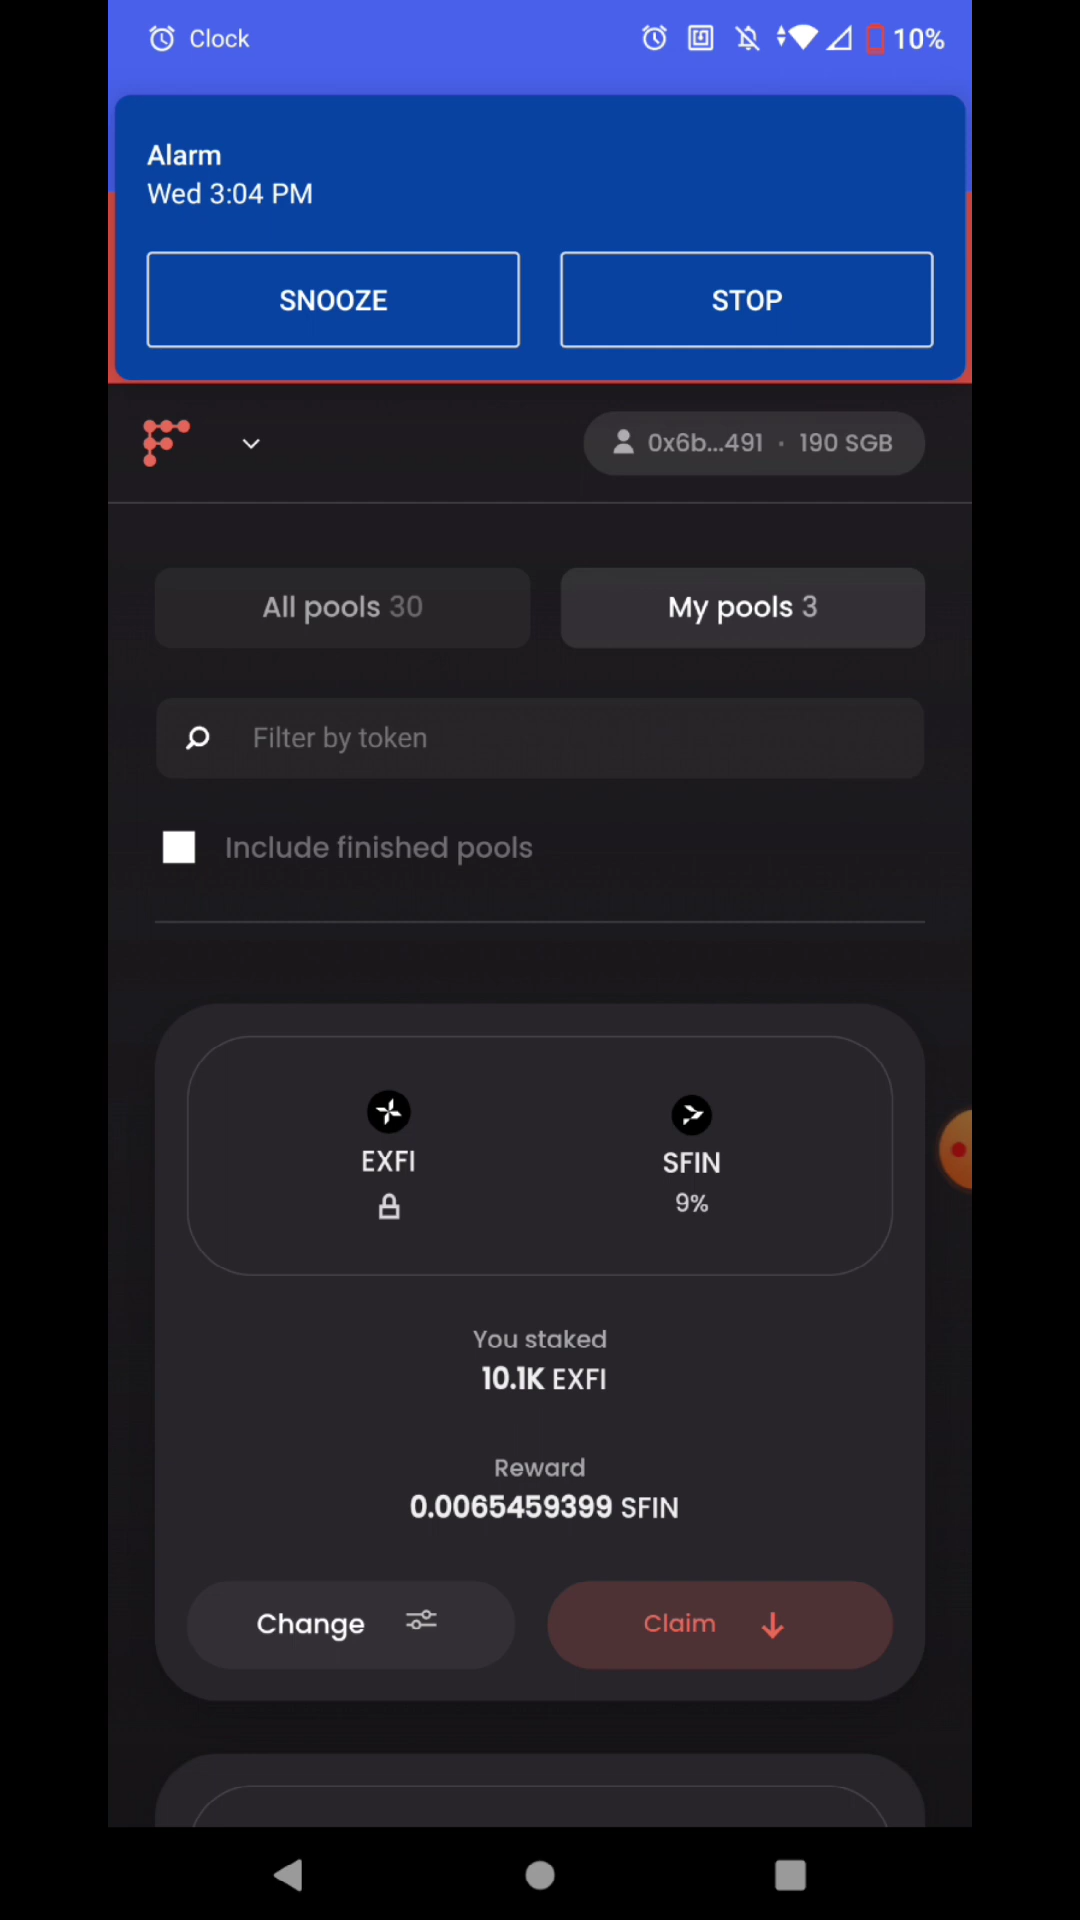 Clock 10%
Alarm
Wed 3:04 PM
SNOOZE STOP
0x6b...491 · 190 SGB
All pools 30 My pools 3
Filter by token
Include finished pools
EXFI SFIN
9%
You staked
10.1K EXFI
Reward
0.0065459399 SFIN
Change Claim